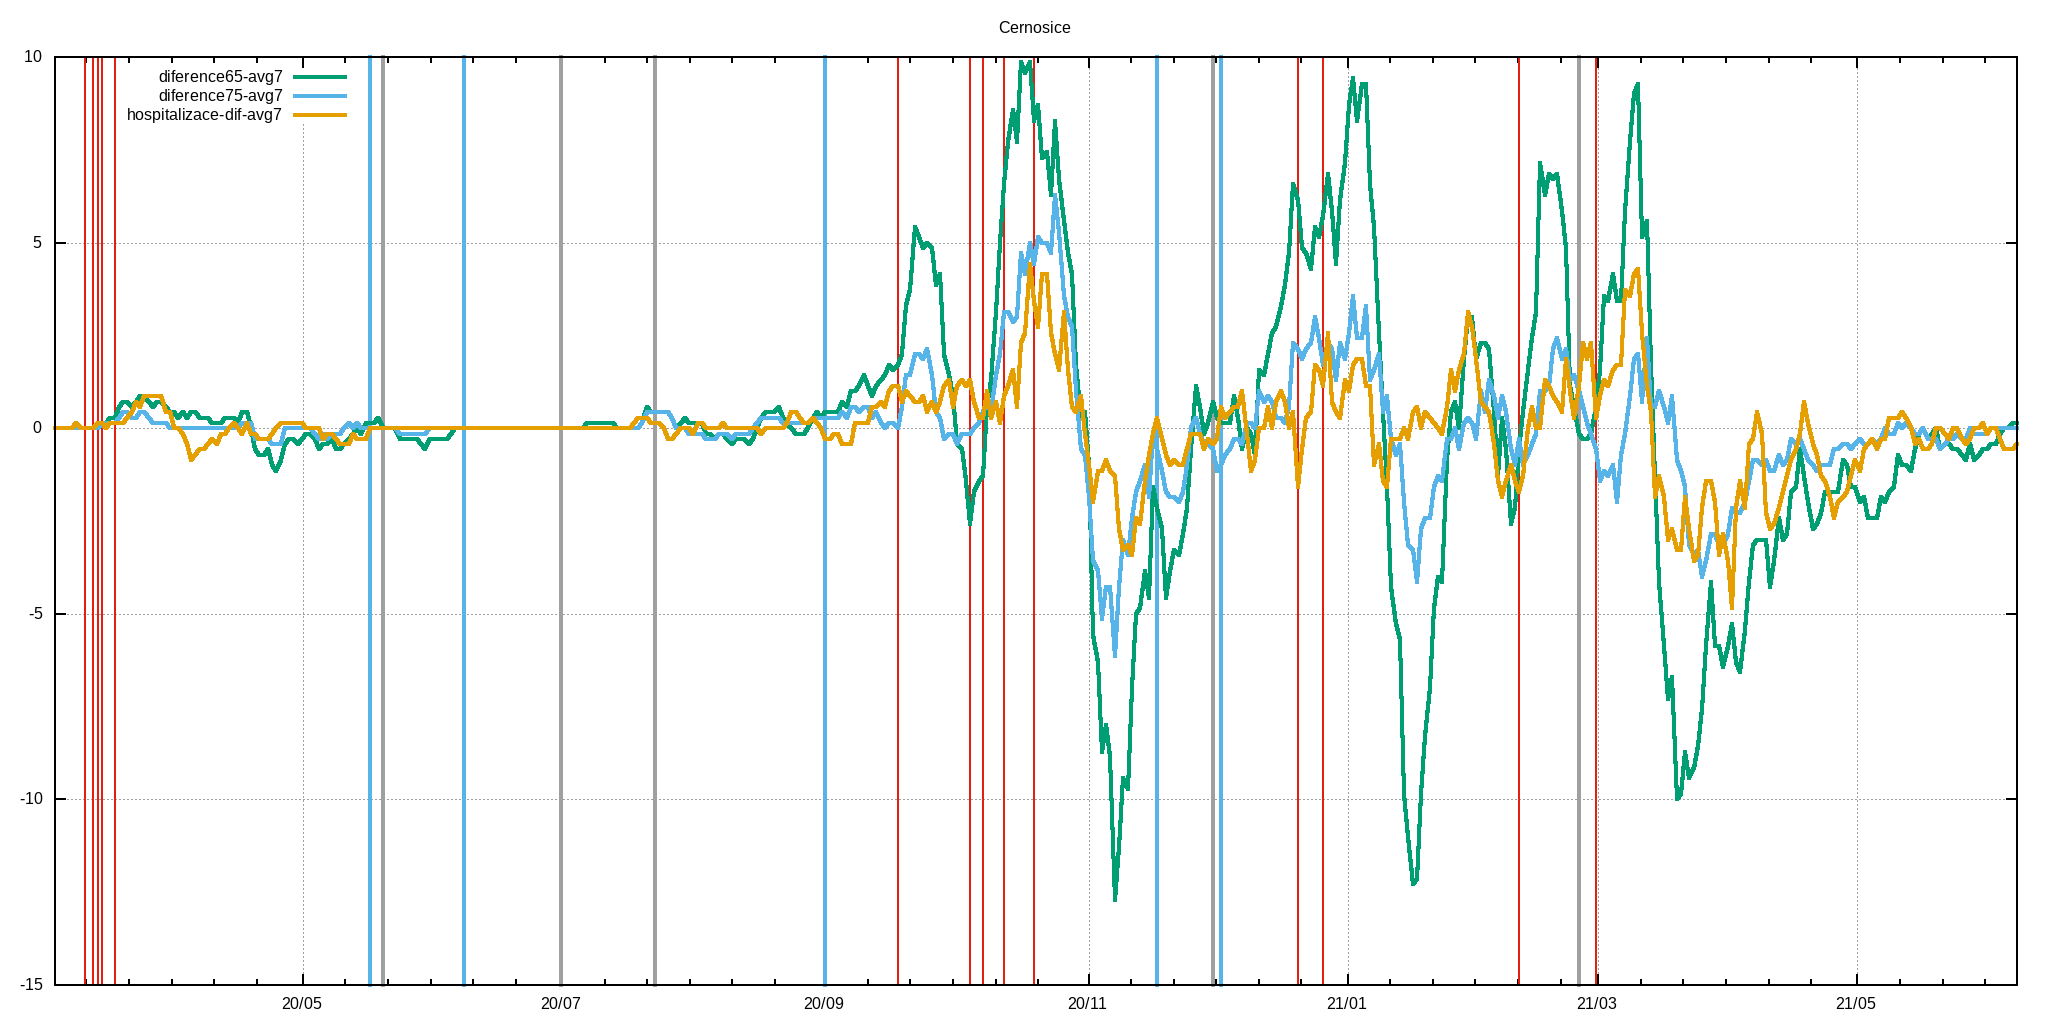 Cernosice
10
diference65-avg7
diference75-avg7
hospitalizace-dif-avg7
5
0
-5
-10
-15
20/05 20/07 20/09 20/11 21/01 21/03 21/05